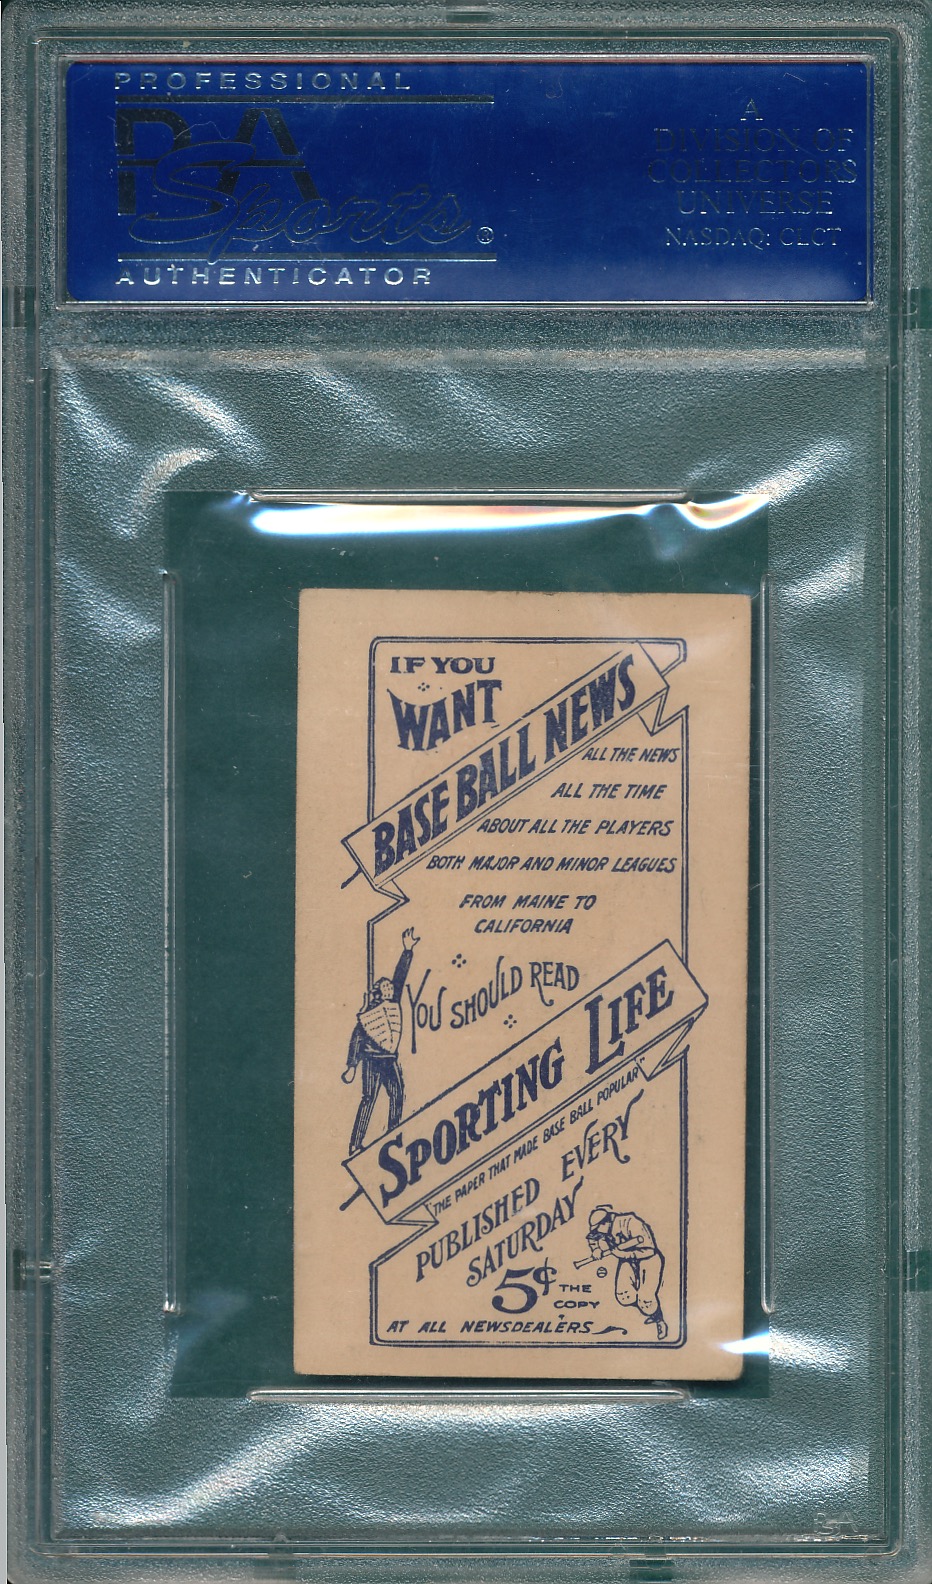 PROFESSIONAL
PSA
Sports®
AUTHENTICATOR
A
DIVISION OF
COLLECTORS
UNIVERSE
NASDAQ: CLCT
IF YOU
WANT
BASE BALL NEWS
ALL THE NEWS
ALL THE TIME
ABOUT ALL THE PLAYERS
BOTH MAJOR AND MINOR LEAGUES
FROM MAINE TO
CALIFORNIA
YOU SHOULD READ
SPORTING LIFE
"THE PAPER THAT MADE BASE BALL POPULAR"
PUBLISHED EVERY
SATURDAY
5¢ THE
COPY
AT ALL NEWSDEALERS
PSA